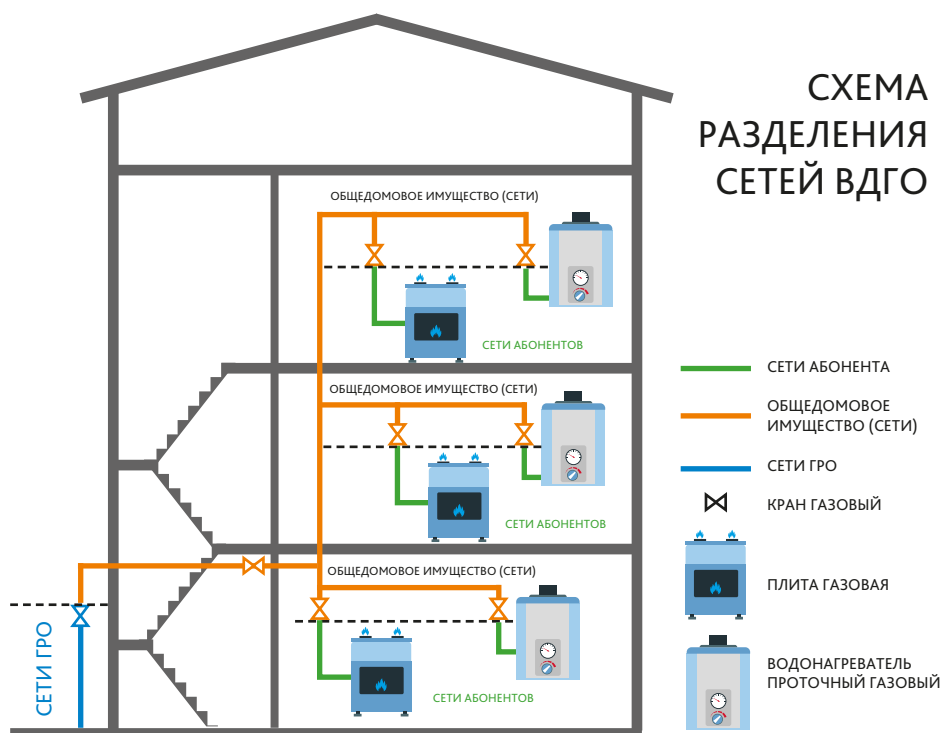 СХЕМА
РАЗДЕЛЕНИЯ
СЕТЕЙ ВДГО
ОБЩЕДОМОВОЕ ИМУЩЕСТВО (СЕТИ)
СЕТИ АБОНЕНТОВ
ОБЩЕДОМОВОЕ ИМУЩЕСТВО (СЕТИ)
СЕТИ АБОНЕНТОВ
ОБЩЕДОМОВОЕ ИМУЩЕСТВО (СЕТИ)
СЕТИ АБОНЕНТОВ
СЕТИ ГРО
СЕТИ АБОНЕНТА
ОБЩЕДОМОВОЕ
ИМУЩЕСТВО (СЕТИ)
СЕТИ ГРО
КРАН ГАЗОВЫЙ
ПЛИТА ГАЗОВАЯ
ВОДОНАГРЕВАТЕЛЬ
ПРОТОЧНЫЙ ГАЗОВЫЙ